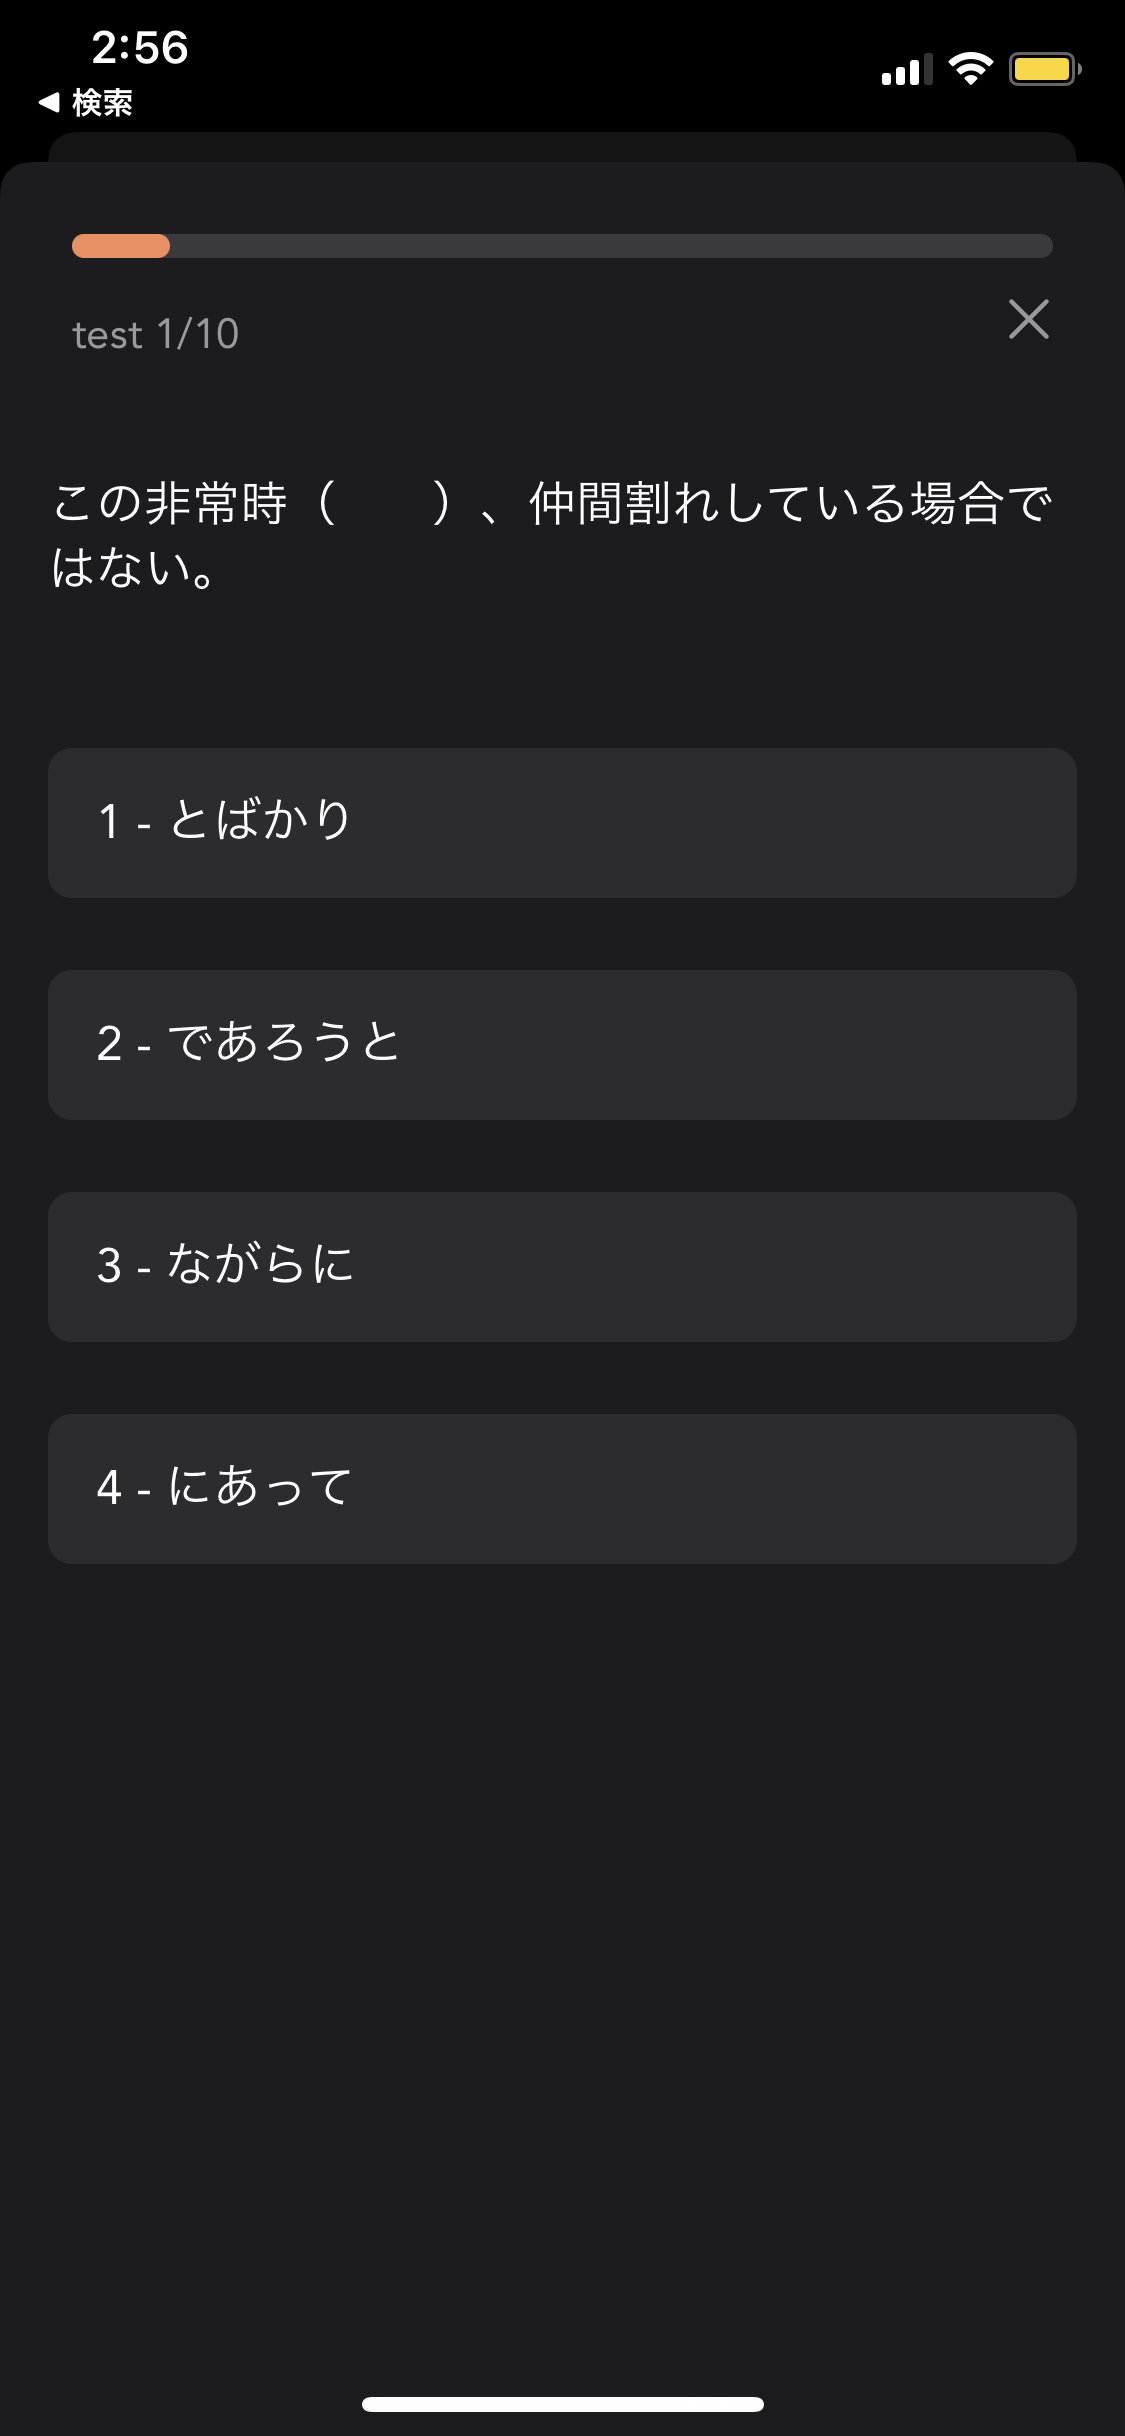 2:56
◀ 検索
test 1/10
この非常時（　　）、仲間割れしている場合で
はない。
1 - とばかり
2 - であろうと
3 - ながらに
4 - にあって